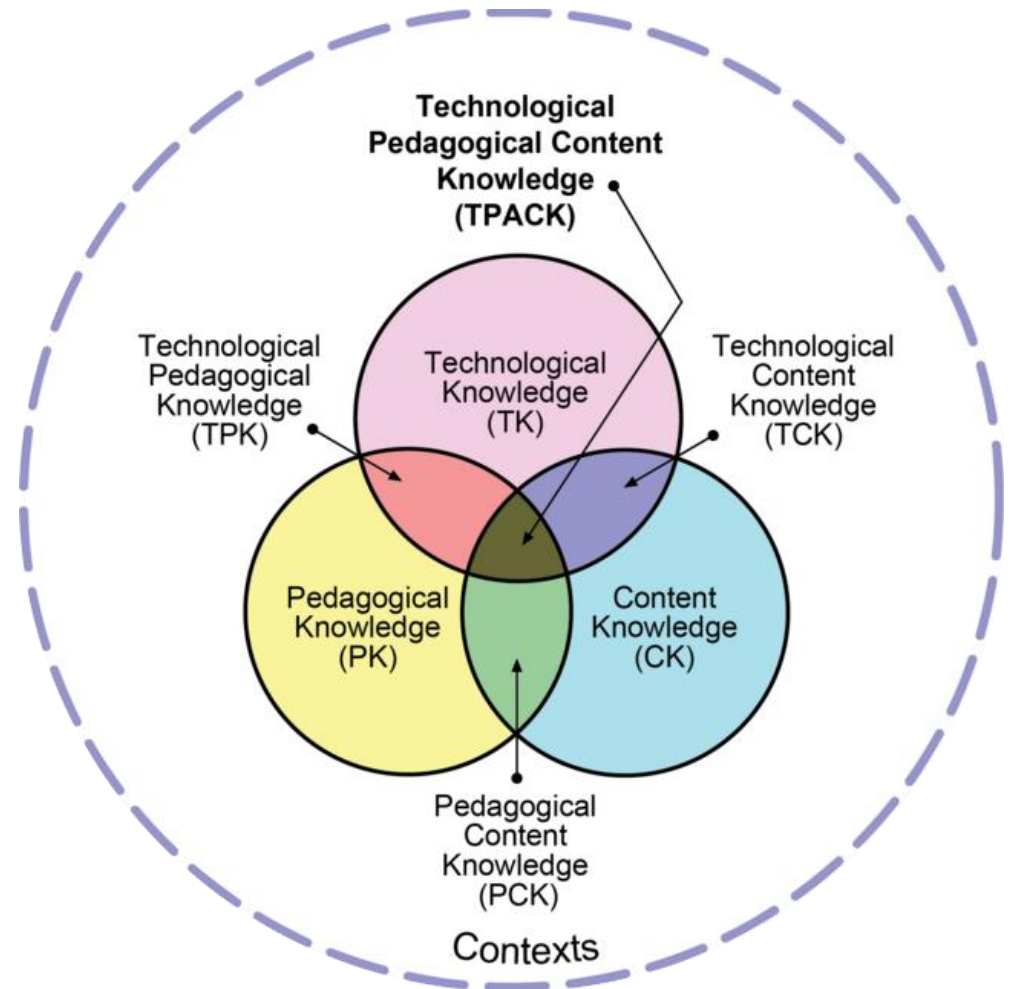 Technological
Pedagogical Content
Knowledge
(TPACK)
Technological
Pedagogical
Knowledge
(TPK)
Technological
Knowledge
(TK)
Technological
Content
Knowledge
(TCK)
Pedagogical
Knowledge
(PK)
Content
Knowledge
(CK)
Pedagogical
Content
Knowledge
(PCK)
Contexts